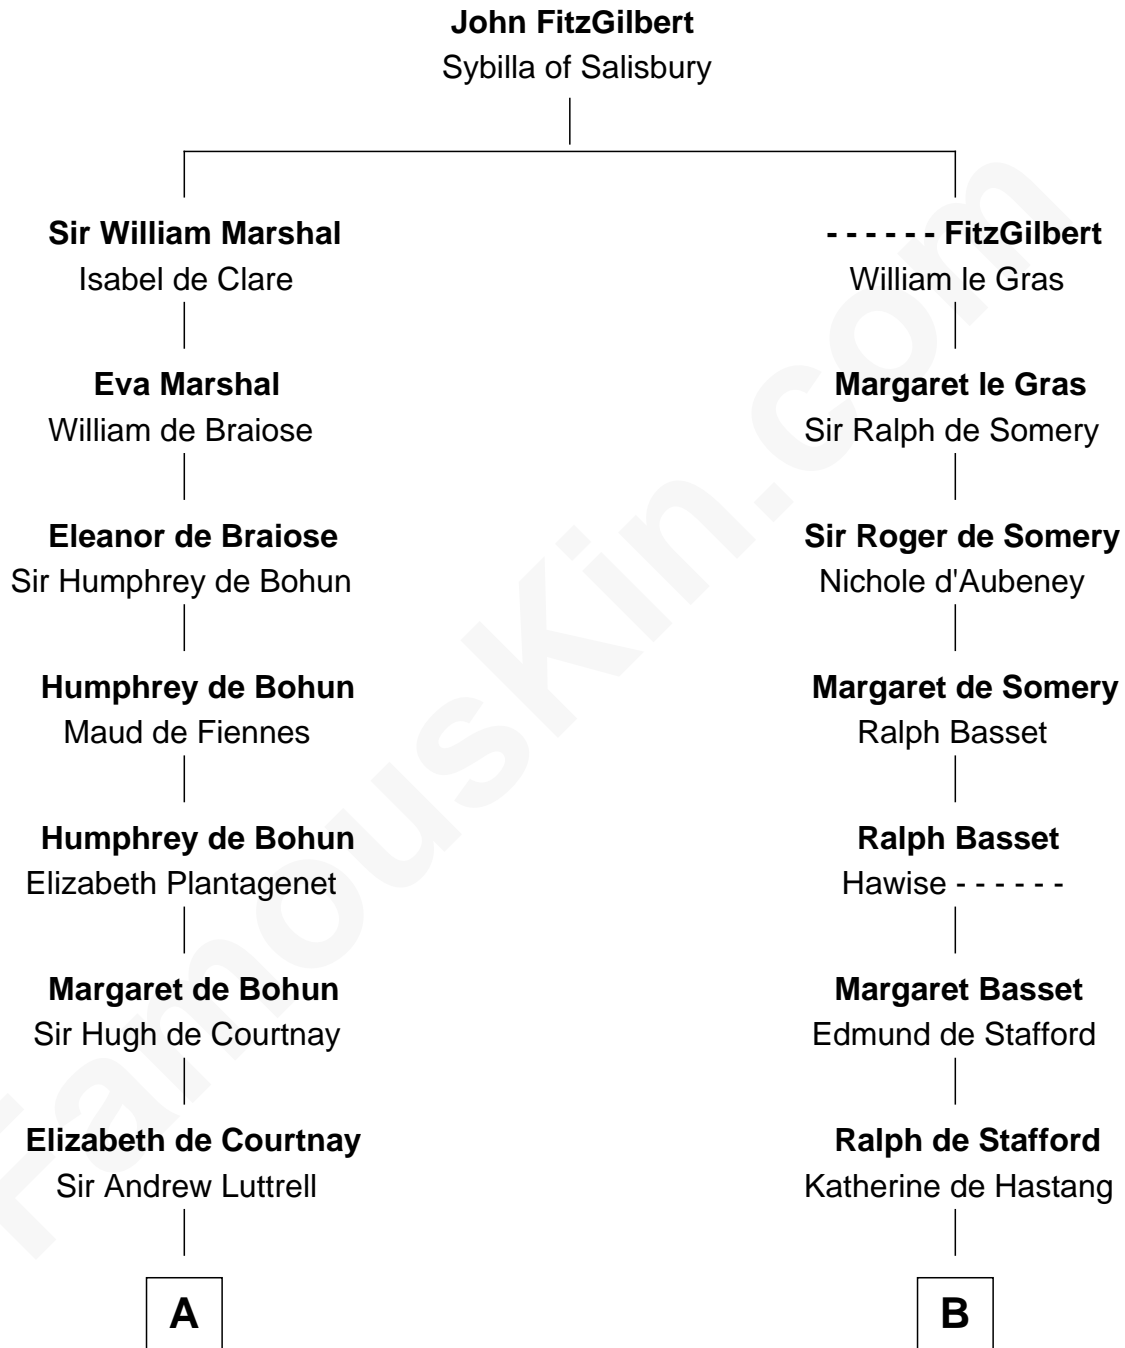 John FitzGilbert
Sybilla of Salisbury
Sir William Marshal
Isabel de Clare
Eva Marshal
William de Braiose
Eleanor de Braiose
Sir Humphrey de Bohun
Humphrey de Bohun
Maud de Fiennes
Humphrey de Bohun
Elizabeth Plantagenet
Margaret de Bohun
Sir Hugh de Courtnay
Elizabeth de Courtnay
Sir Andrew Luttrell
A
- - - - - - FitzGilbert
William le Gras
Margaret le Gras
Sir Ralph de Somery
Sir Roger de Somery
Nichole d'Aubeney
Margaret de Somery
Ralph Basset
Ralph Basset
Hawise - - - - - -
Margaret Basset
Edmund de Stafford
Ralph de Stafford
Katherine de Hastang
B
FamousKin.com